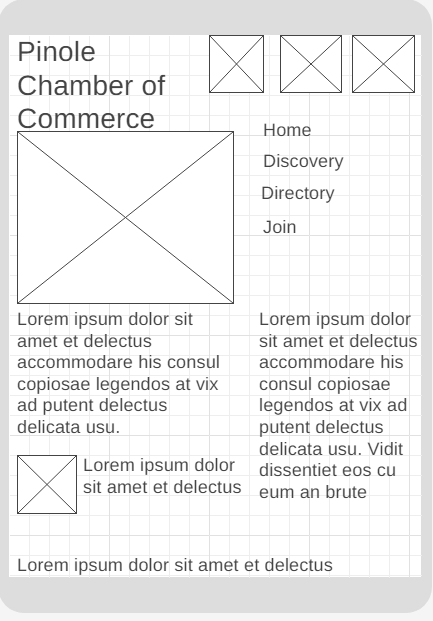 Pinole
Chamber of
Commerce
Home
Discovery
Directory
Join
Lorem ipsum dolor sit
amet et delectus
accommodare his consul
copiosae legendos at vix
ad putent delectus
delicata usu.
Lorem ipsum dolor
sit amet et delectus
Lorem ipsum dolor
sit amet et delectus
accommodare his
consul copiosae
legendos at vix ad
putent delectus
delicata usu. Vidit
dissentiet eos cu
eum an brute
Lorem ipsum dolor sit amet et delectus